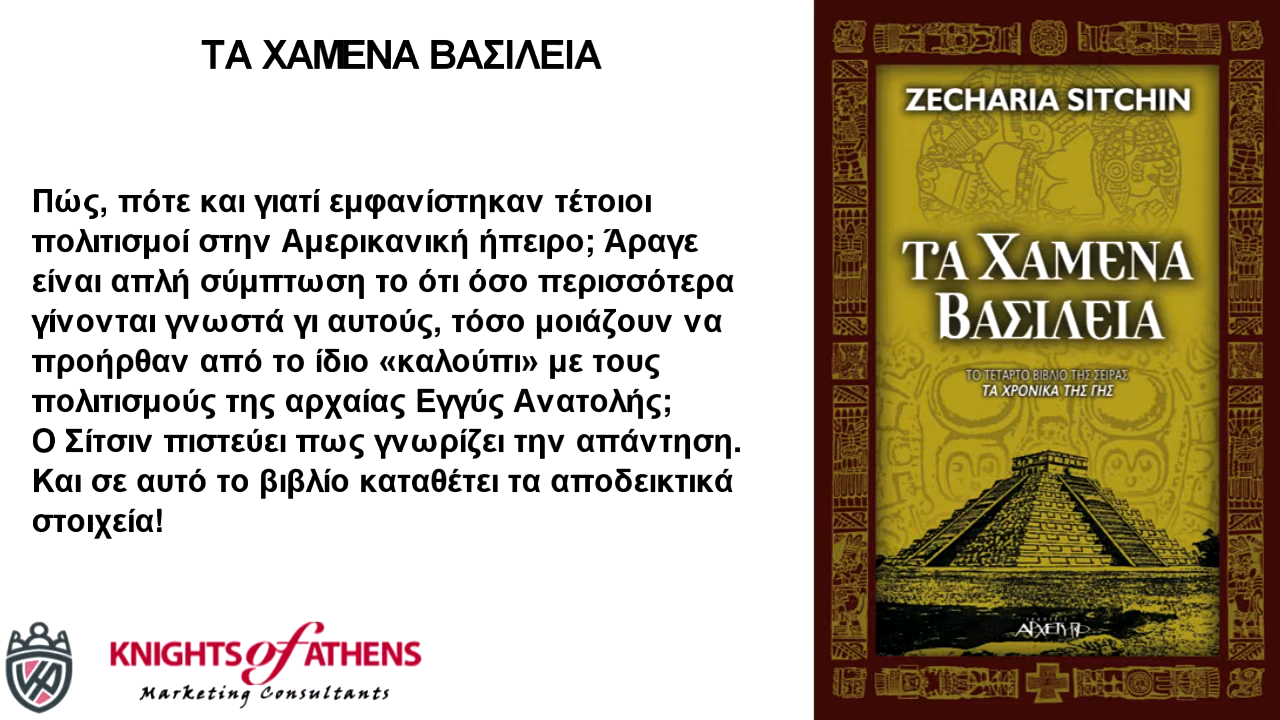 ΤΑ ΧΑΜΕΝΑ ΒΑΣΙΛΕΙΑ
Πώς, πότε και γιατί εμφανίστηκαν τέτοιοι
πολιτισμοί στην Αμερικανική ήπειρο; Άραγε
είναι απλή σύμπτωση το ότι όσο περισσότερα
γίνονται γνωστά γι αυτούς, τόσο μοιάζουν να
προήρθαν από το ίδιο «καλούπι» με τους
πολιτισμούς της αρχαίας Εγγύς Ανατολής;
Ο Σίτσιν πιστεύει πως γνωρίζει την απάντηση.
Και σε αυτό το βιβλίο καταθέτει τα αποδεικτικά
στοιχεία!
KNIGHTS of ATHENS
Marketing Consultants
ZECHARIA SITCHIN
ΤΑ ΧΑΜΕΝΑ
ΒΑΣΙΛΕΙΑ
ΤΟ ΤΕΤΑΡΤΟ ΒΙΒΛΙΟ ΤΗΣ ΣΕΙΡΑΣ
ΤΑ ΧΡΟΝΙΚΑ ΤΗΣ ΓΗΣ